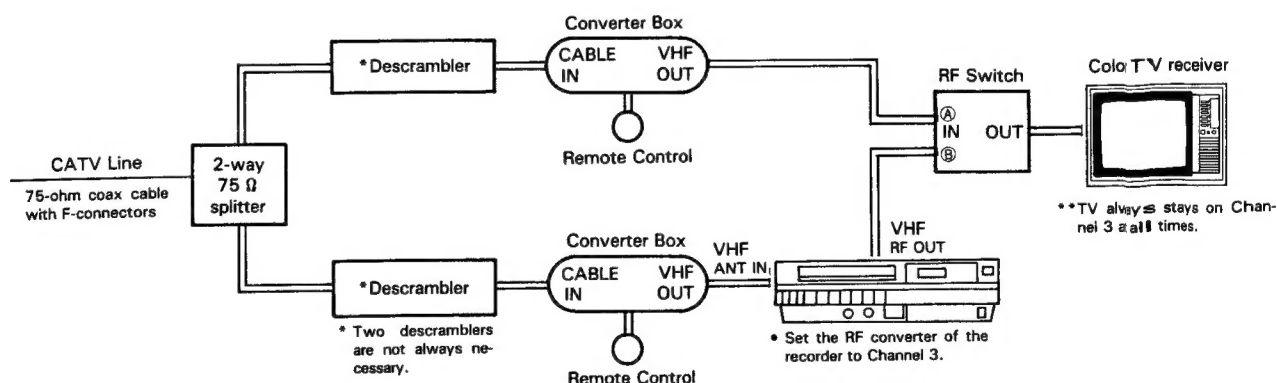 Converter Box
*Descrambler
CABLE IN
VHF OUT
Remote Control
RF Switch
Ⓐ
IN OUT
Ⓑ
Color TV receiver
**TV always stays on Chan-
nel 3 at all times.
CATV Line
75-ohm coax cable
with F-connectors
2-way
75 Ω
splitter
Converter Box
*Descrambler
CABLE IN
VHF OUT
Remote Control
* Two descramblers
are not always ne-
cessary.
VHF
ANT IN
VHF
RF OUT
• Set the RF converter of the
recorder to Channel 3.